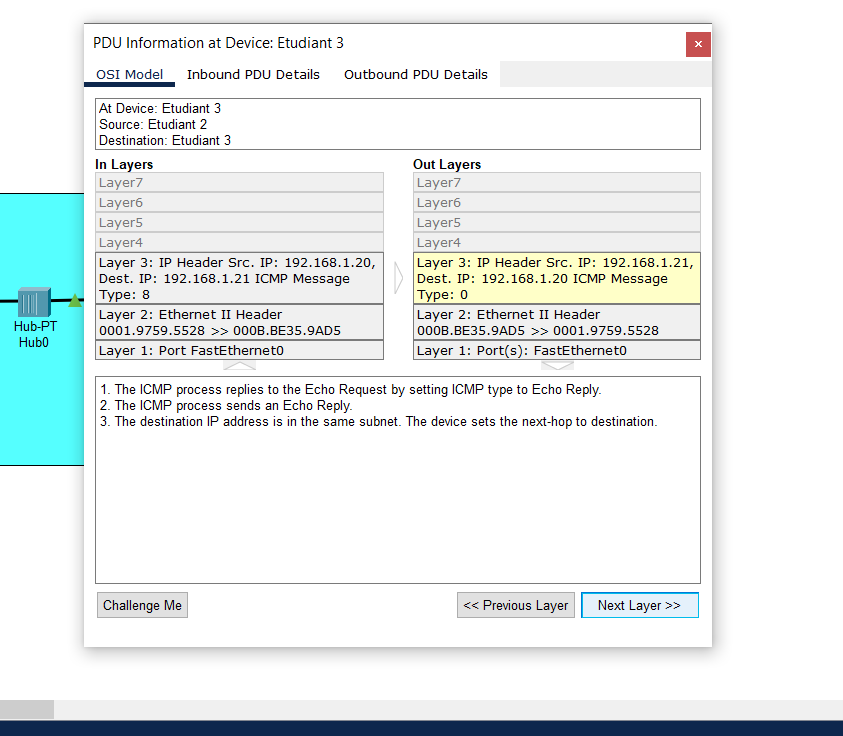 PDU Information at Device: Etudiant 3
OSI Model
Inbound PDU Details
Outbound PDU Details
At Device: Etudiant 3
Source: Etudiant 2
Destination: Etudiant 3
In Layers
Layer7
Layer6
Layer5
Layer4
Layer 3: IP Header Src. IP: 192.168.1.20,
Dest. IP: 192.168.1.21 ICMP Message
Type: 8
Layer 2: Ethernet II Header
0001.9759.5528 >> 000B.BE35.9AD5
Layer 1: Port FastEthernet0
Out Layers
Layer7
Layer6
Layer5
Layer4
Layer 3: IP Header Src. IP: 192.168.1.21,
Dest. IP: 192.168.1.20 ICMP Message
Type: 0
Layer 2: Ethernet II Header
000B.BE35.9AD5 >> 0001.9759.5528
Layer 1: Port(s): FastEthernet0
Hub-PT
Hub0
1. The ICMP process replies to the Echo Request by setting ICMP type to Echo Reply.
2. The ICMP process sends an Echo Reply.
3. The destination IP address is in the same subnet. The device sets the next-hop to destination.
Challenge Me
<< Previous Layer
Next Layer >>